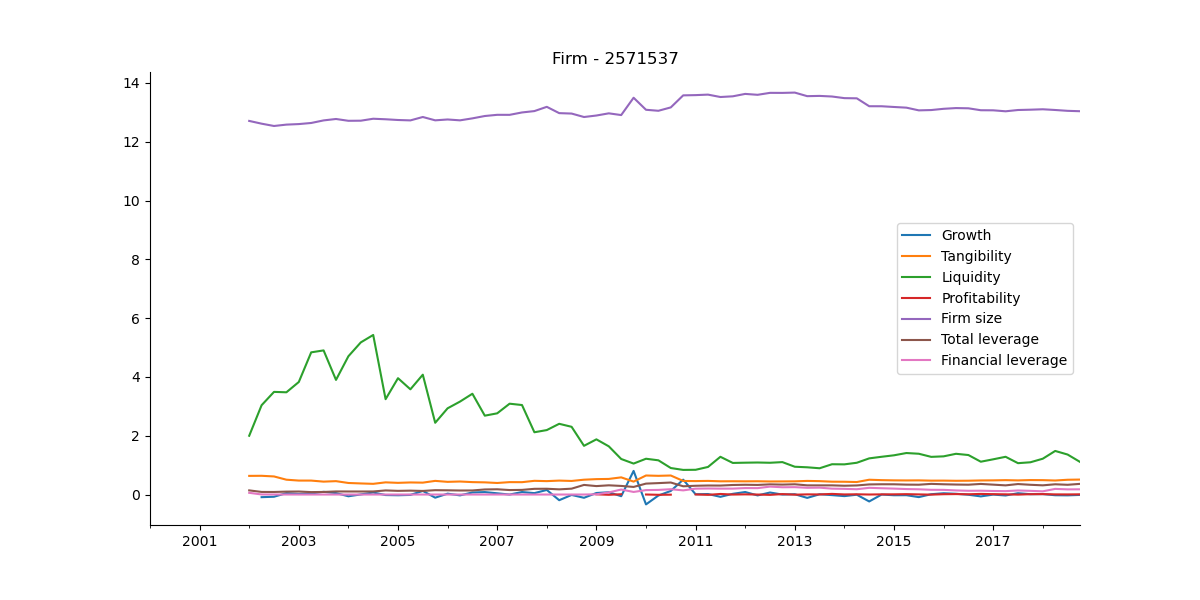 Firm - 2571537
14
12
10
8
6
4
2
0
Growth
Tangibility
Liquidity
Profitability
Firm size
Total leverage
Financial leverage
2001 2003 2005 2007 2009 2011 2013 2015 2017